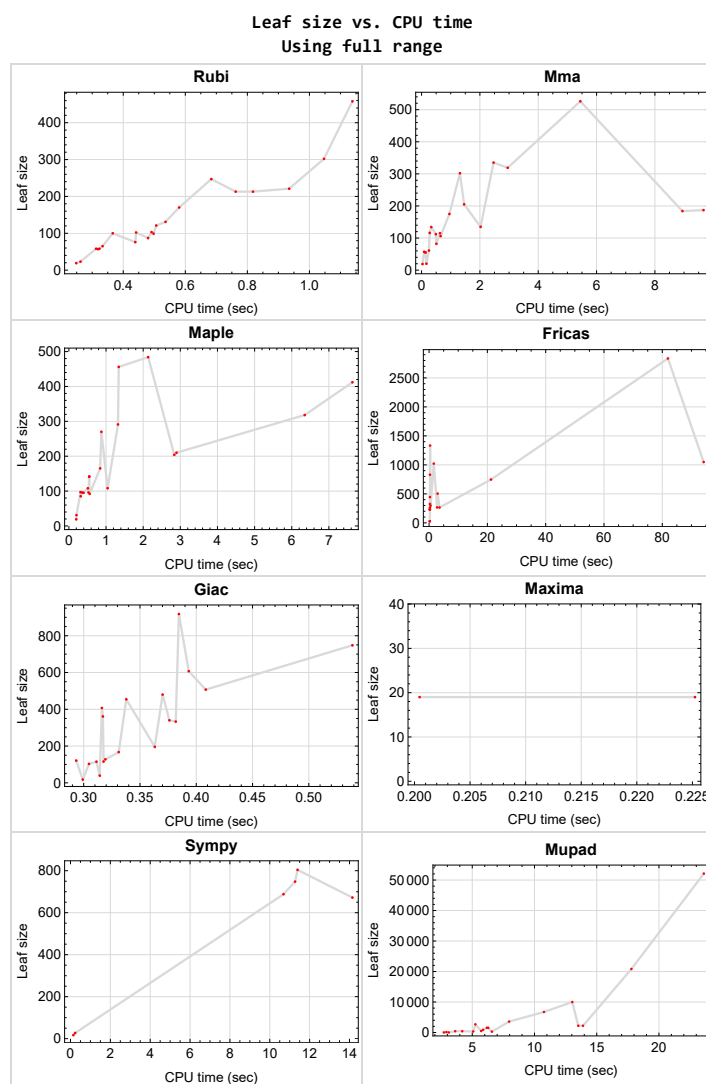 Leaf size vs. CPU time
Using full range
Rubi
Leaf size
400
300
200
100
0
0.4 0.6 0.8 1.0
CPU time (sec)
Mma
Leaf size
500
400
300
200
100
0
0 2 4 6 8
CPU time (sec)
Maple
Leaf size
500
400
300
200
100
0
0 1 2 3 4 5 6 7
CPU time (sec)
Fricas
Leaf size
2500
2000
1500
1000
500
0
0 20 40 60 80
CPU time (sec)
Giac
Leaf size
800
600
400
200
0
0.30 0.35 0.40 0.45 0.50
CPU time (sec)
Maxima
Leaf size
40
30
20
10
0
0.200 0.205 0.210 0.215 0.220 0.225
CPU time (sec)
Sympy
Leaf size
800
600
400
200
0
0 2 4 6 8 10 12 14
CPU time (sec)
Mupad
Leaf size
50000
40000
30000
20000
10000
0
5 10 15 20
CPU time (sec)